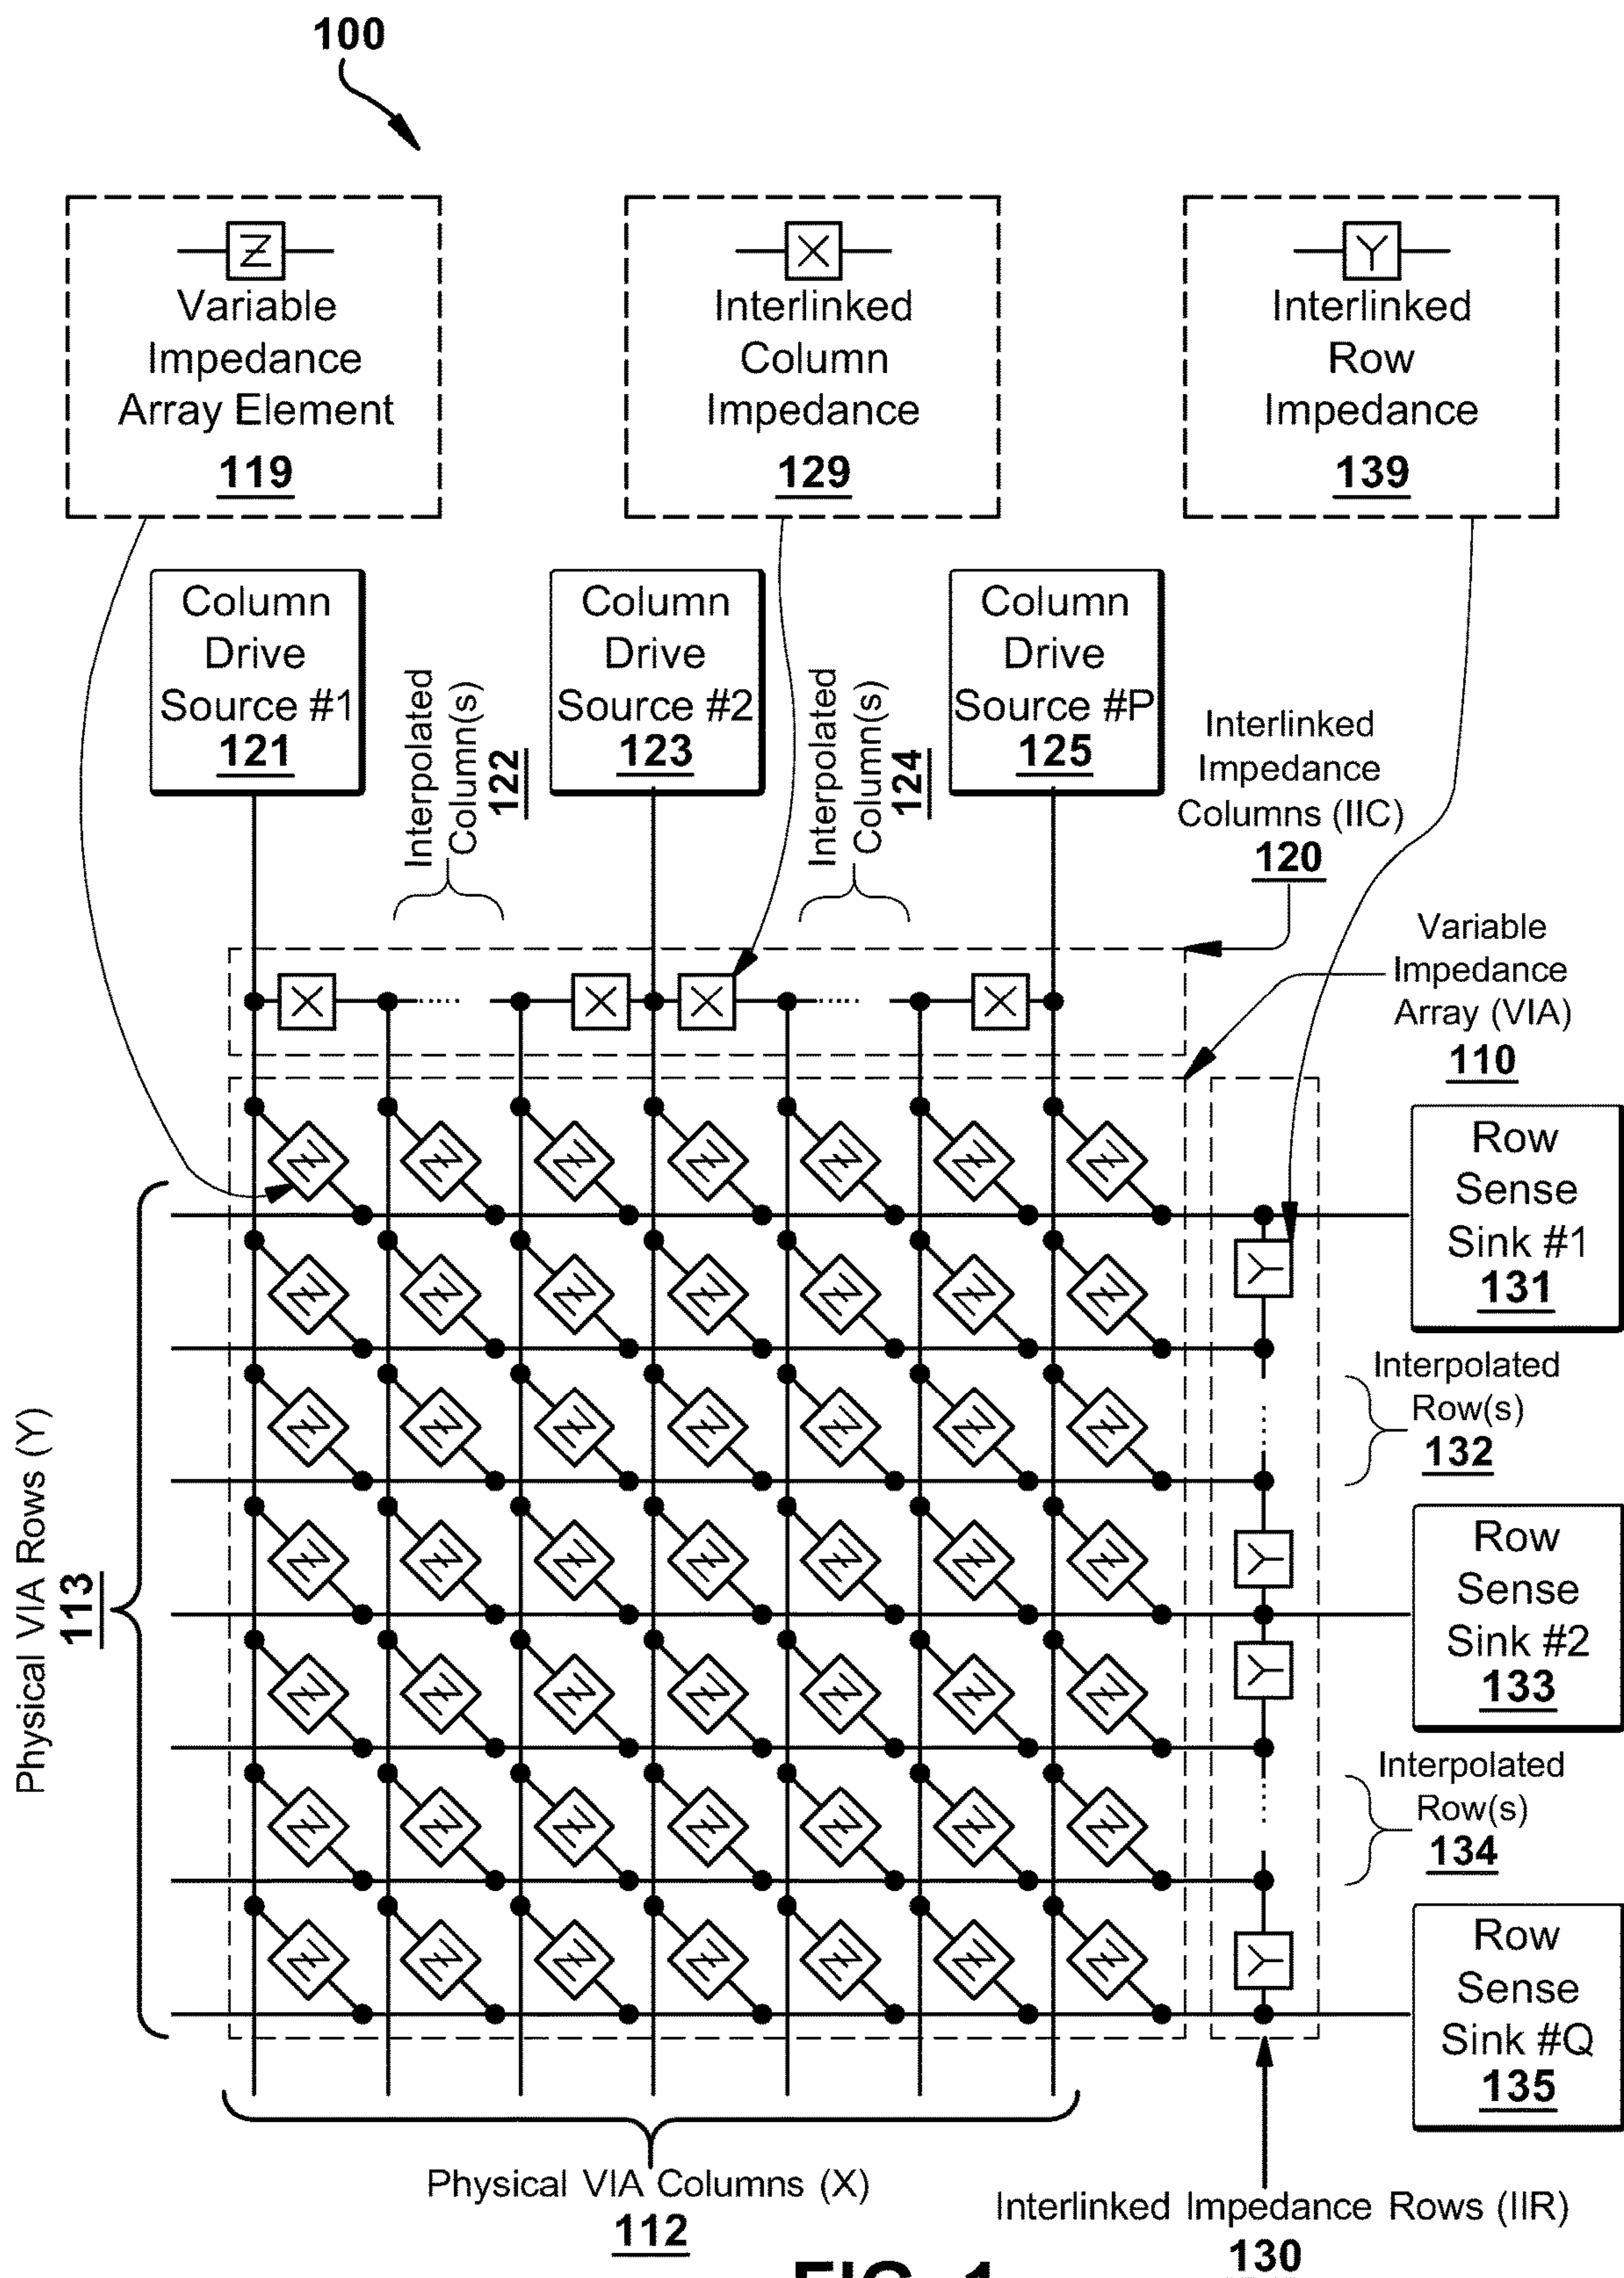 100
Z
Variable
Impedance
Array Element
119
X
Interlinked
Column
Impedance
129
Y
Interlinked
Row
Impedance
139
Column
Drive
Source #1
121
Interpolated
Column(s)
122
Column
Drive
Source #2
123
Interpolated
Column(s)
124
Column
Drive
Source #P
125
Interlinked
Impedance
Columns (IIC)
120
Variable
Impedance
Array (VIA)
110
X X X X
Z Z Z Z Z Z Z
Y
Z Z Z Z Z Z Z
Z Z Z Z Z Z Z
Y
Z Z Z Z Z Z Z
Y
Z Z Z Z Z Z Z
Z Z Z Z Z Z Z
Y
Z Z Z Z Z Z Z
Row
Sense
Sink #1
131
Interpolated
Row(s)
132
Row
Sense
Sink #2
133
Interpolated
Row(s)
134
Row
Sense
Sink #Q
135
Physical VIA Rows (Y)
113
Physical VIA Columns (X)
112
Interlinked Impedance Rows (IIR)
130
FIG. 1